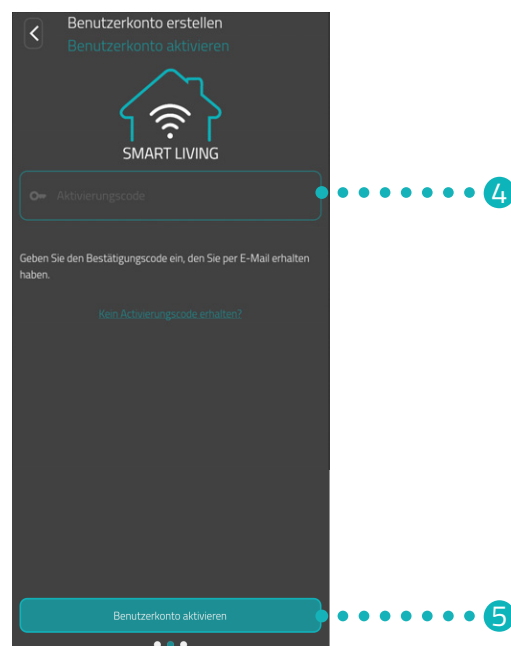 Benutzerkonto erstellen
Benutzerkonto aktivieren
SMART LIVING
Aktivierungscode
4
Geben Sie den Bestätigungscode ein, den Sie per E-Mail erhalten
haben.
Kein Activierungscode erhalten?
Benutzerkonto aktivieren
5